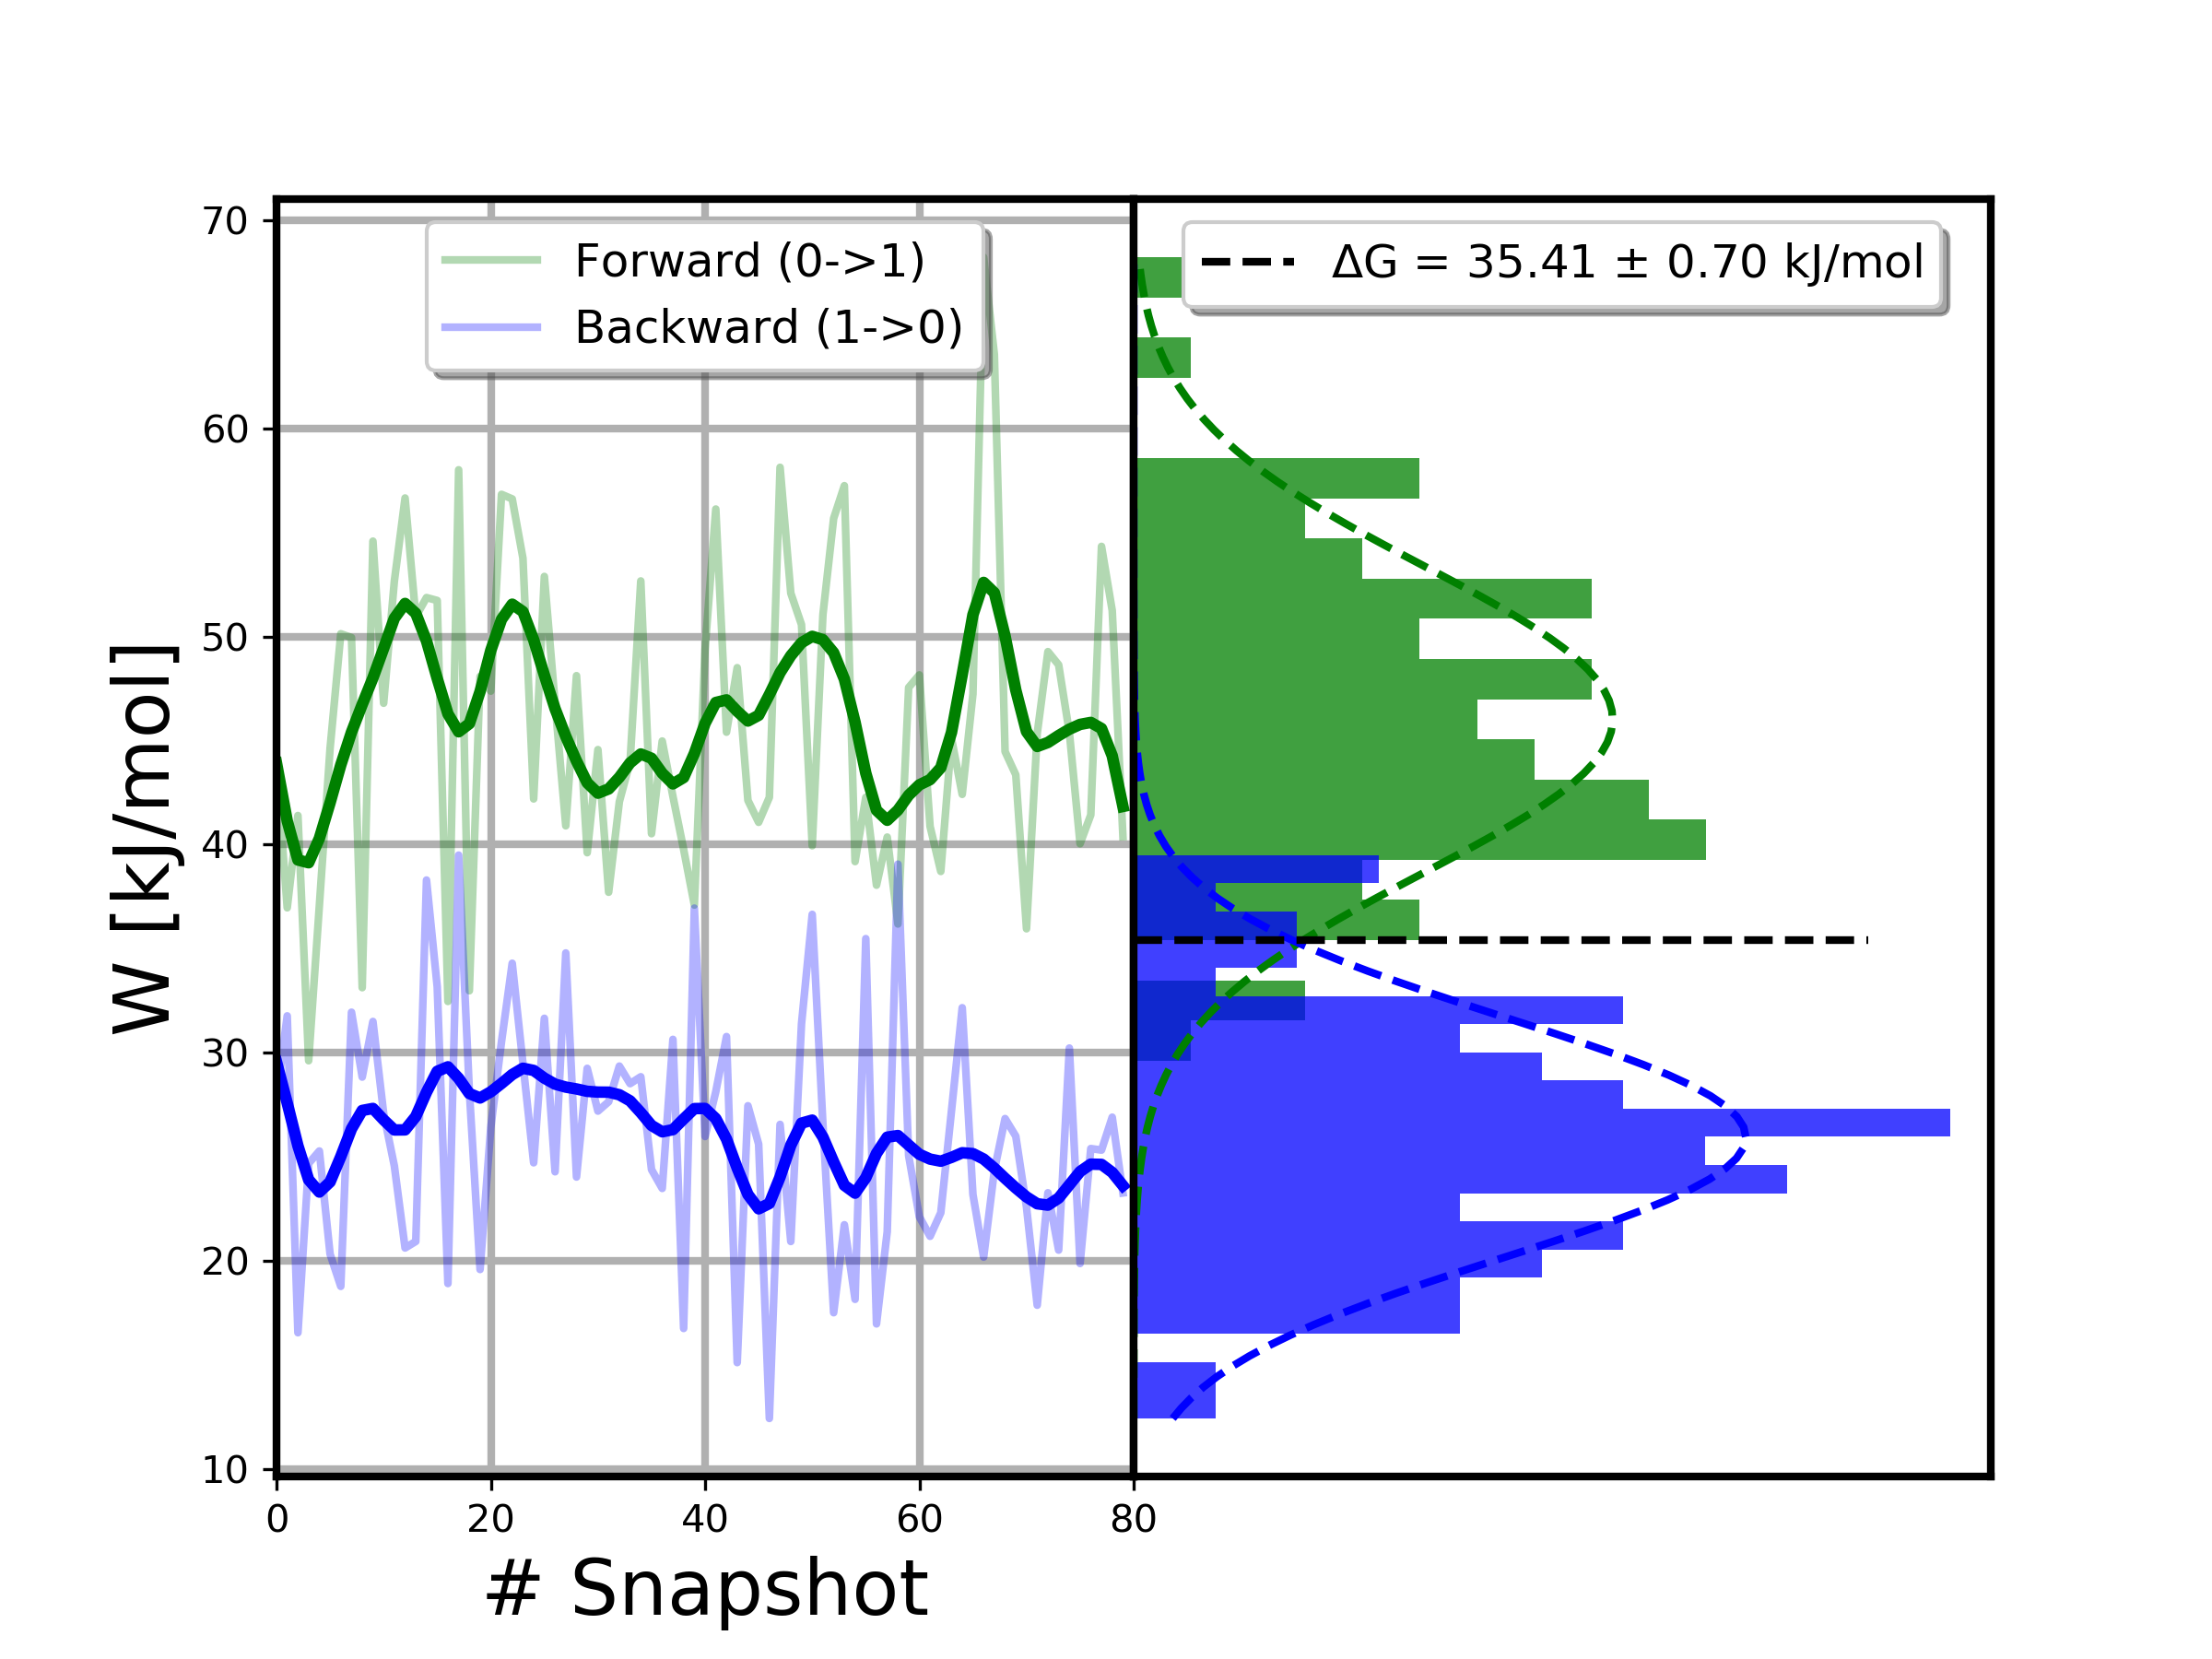 70
60
50
40
30
20
10
W [kJ/mol]
Forward (0->1)
Backward (1->0)
ΔG = 35.41 ± 0.70 kJ/mol
0 20 40 60 80
# Snapshot